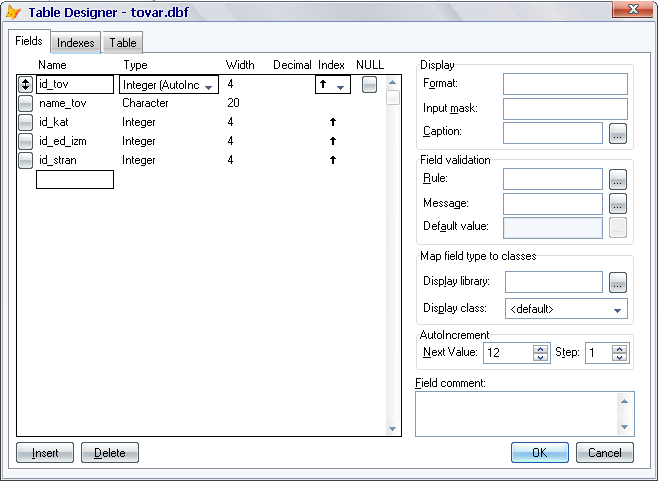 Table Designer - tovar.dbf
Fields Indexes Table
Name Type Width Decimal Index NULL
id_tov Integer (AutoInc 4
name_tov Character 20
id_kat Integer 4
id_ed_izm Integer 4
id_stran Integer 4
Display
Format:
Input mask:
Caption: ...
Field validation
Rule: ...
Message: ...
Default value: ...
Map field type to classes
Display library: ...
Display class: <default>
AutoIncrement
Next Value: 12 Step: 1
Field comment:
Insert Delete OK Cancel